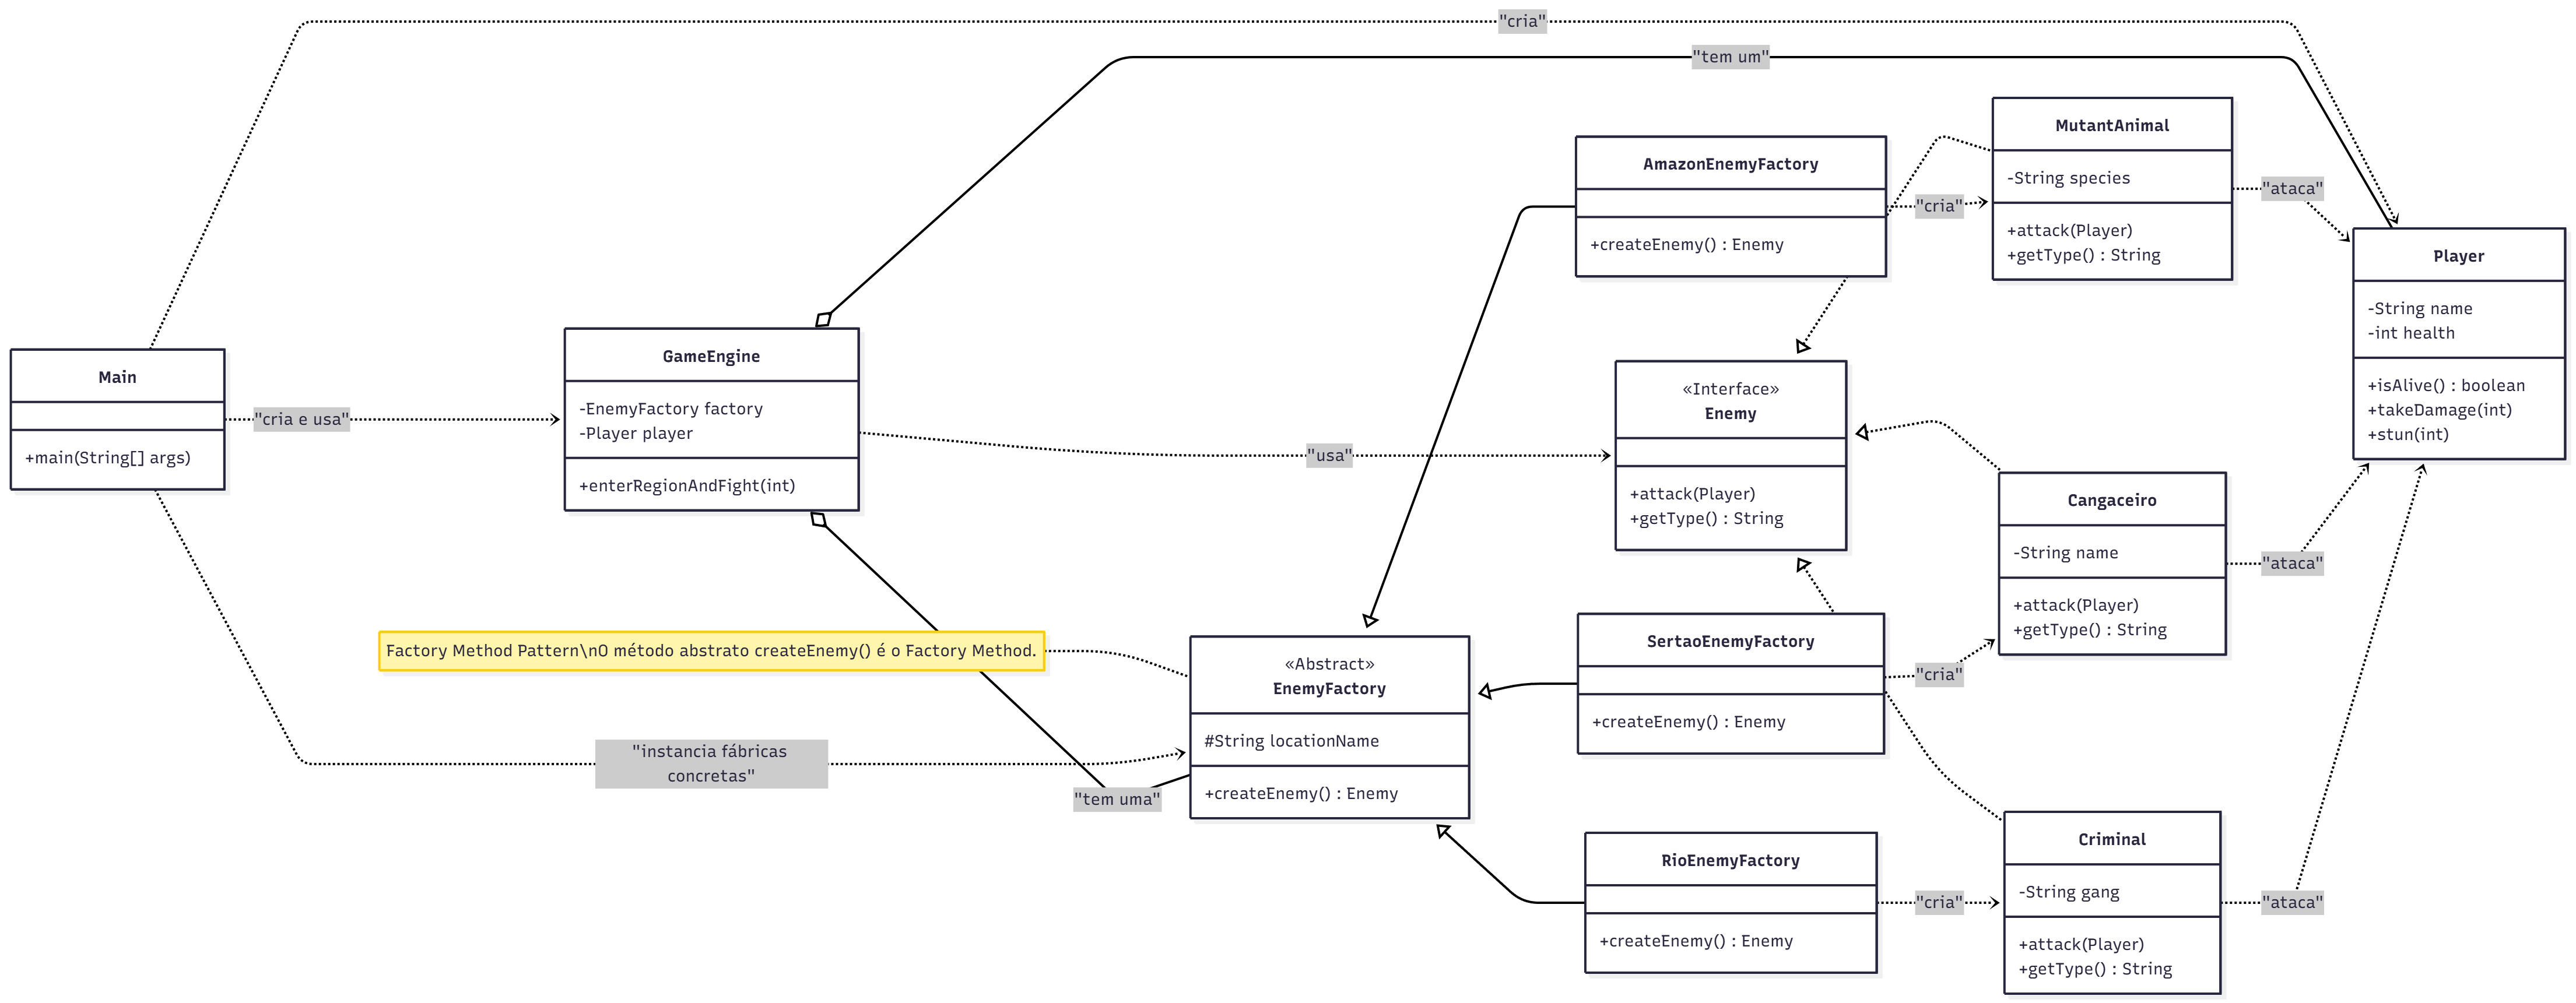 "cria"
"tem um"
MutantAnimal
-String species
+attack(Player)
+getType() : String
AmazonEnemyFactory
+createEnemy() : Enemy
"cria"
"ataca"
Player
-String name
-int health
+isAlive() : boolean
+takeDamage(int)
+stun(int)
Main
+main(String[] args)
"cria e usa"
GameEngine
-EnemyFactory factory
-Player player
+enterRegionAndFight(int)
"usa"
«Interface»
Enemy
+attack(Player)
+getType() : String
Cangaceiro
-String name
+attack(Player)
+getType() : String
"ataca"
Factory Method Pattern\nO método abstrato createEnemy() é o Factory Method.
«Abstract»
EnemyFactory
#String locationName
+createEnemy() : Enemy
SertaoEnemyFactory
+createEnemy() : Enemy
"cria"
"instancia fábricas
concretas"
"tem uma"
RioEnemyFactory
+createEnemy() : Enemy
"cria"
Criminal
-String gang
+attack(Player)
+getType() : String
"ataca"